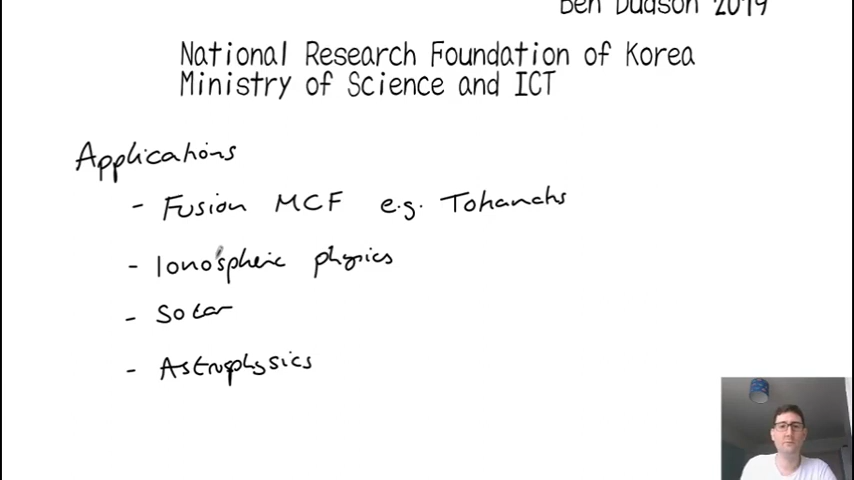 Ben Dudson 2019
National Research Foundation of Korea
Ministry of Science and ICT
Applications
- Fusion MCF e.g. Tokamaks
- Ionospheric physics
- Solar
- Astrophysics